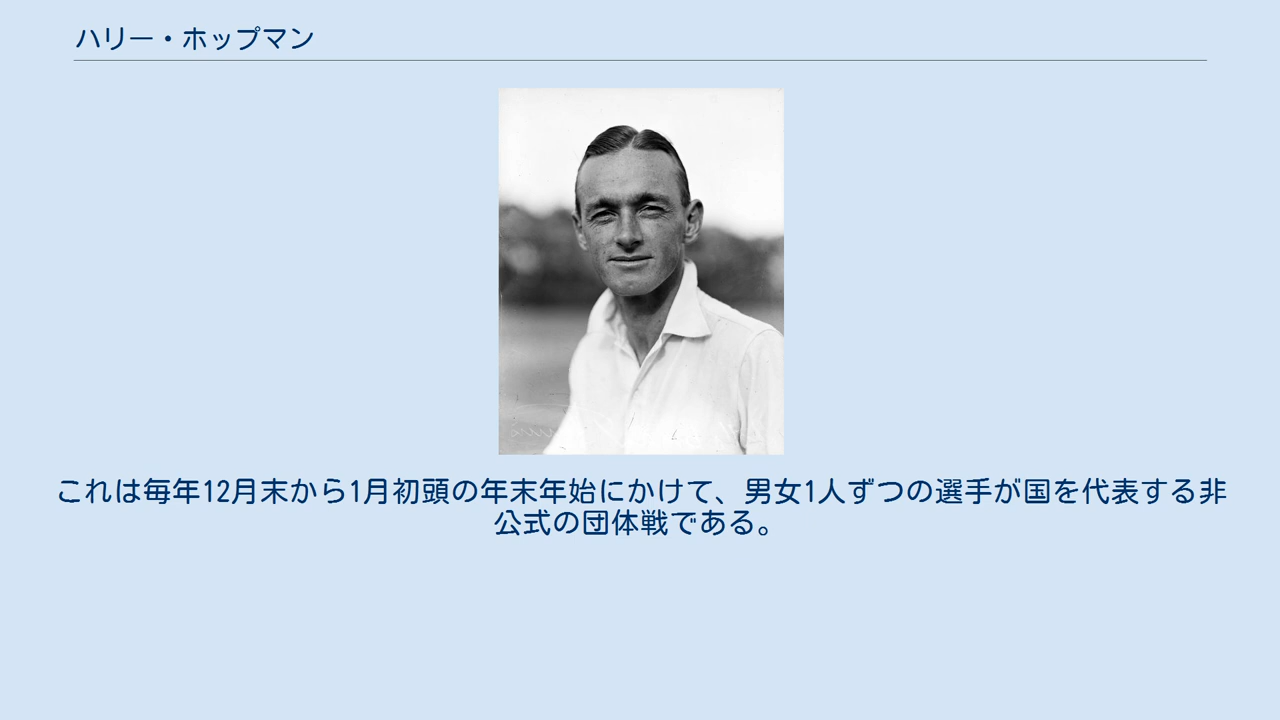 ハリー・ホップマン
これは毎年12月末から1月初頭の年末年始にかけて、男女1人ずつの選手が国を代表する非
公式の団体戦である。